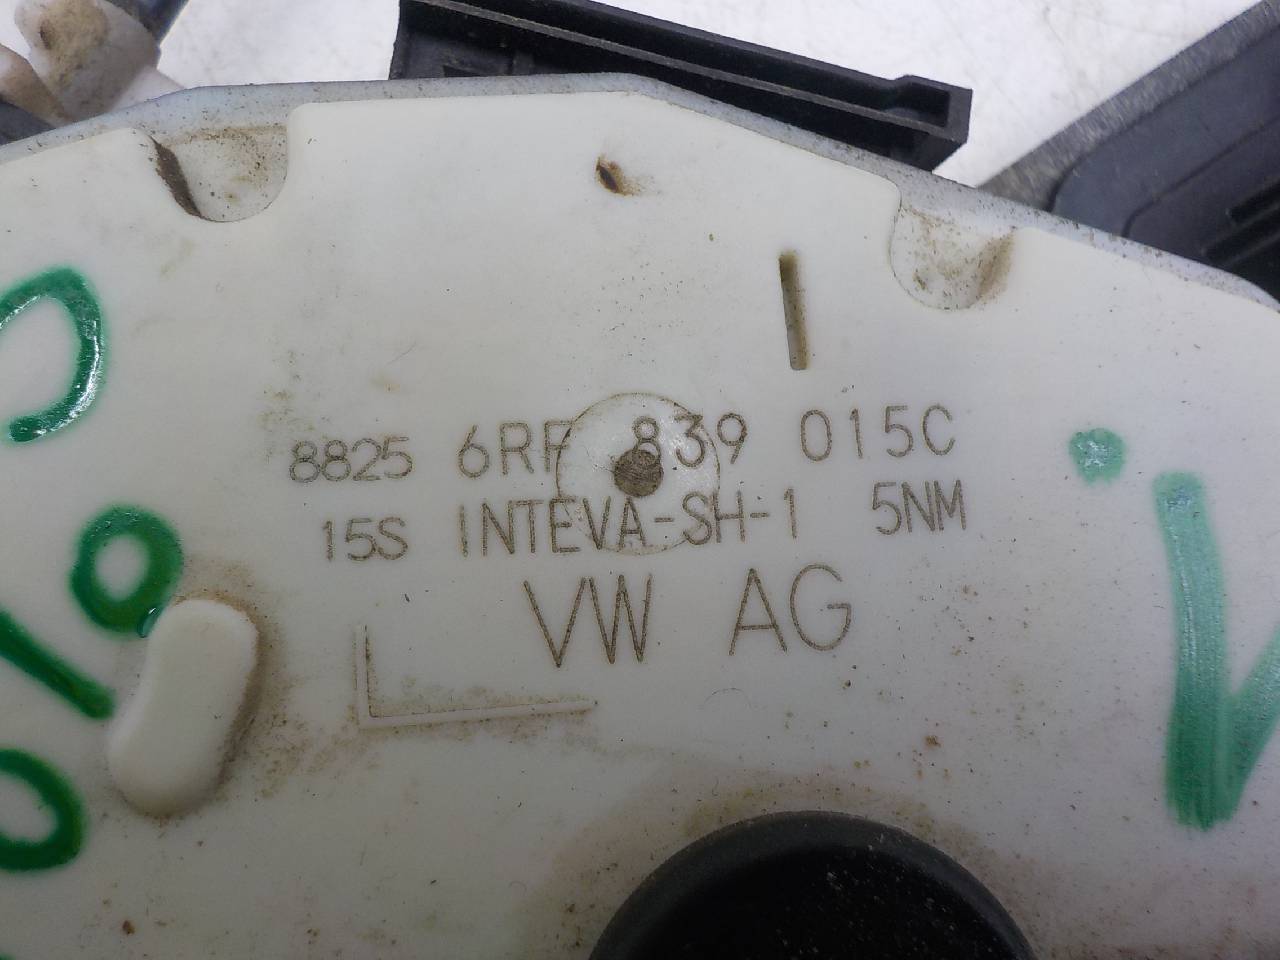 8825 6RF 839 015C
15S INTEVA-SH-1 5NM
VW AG